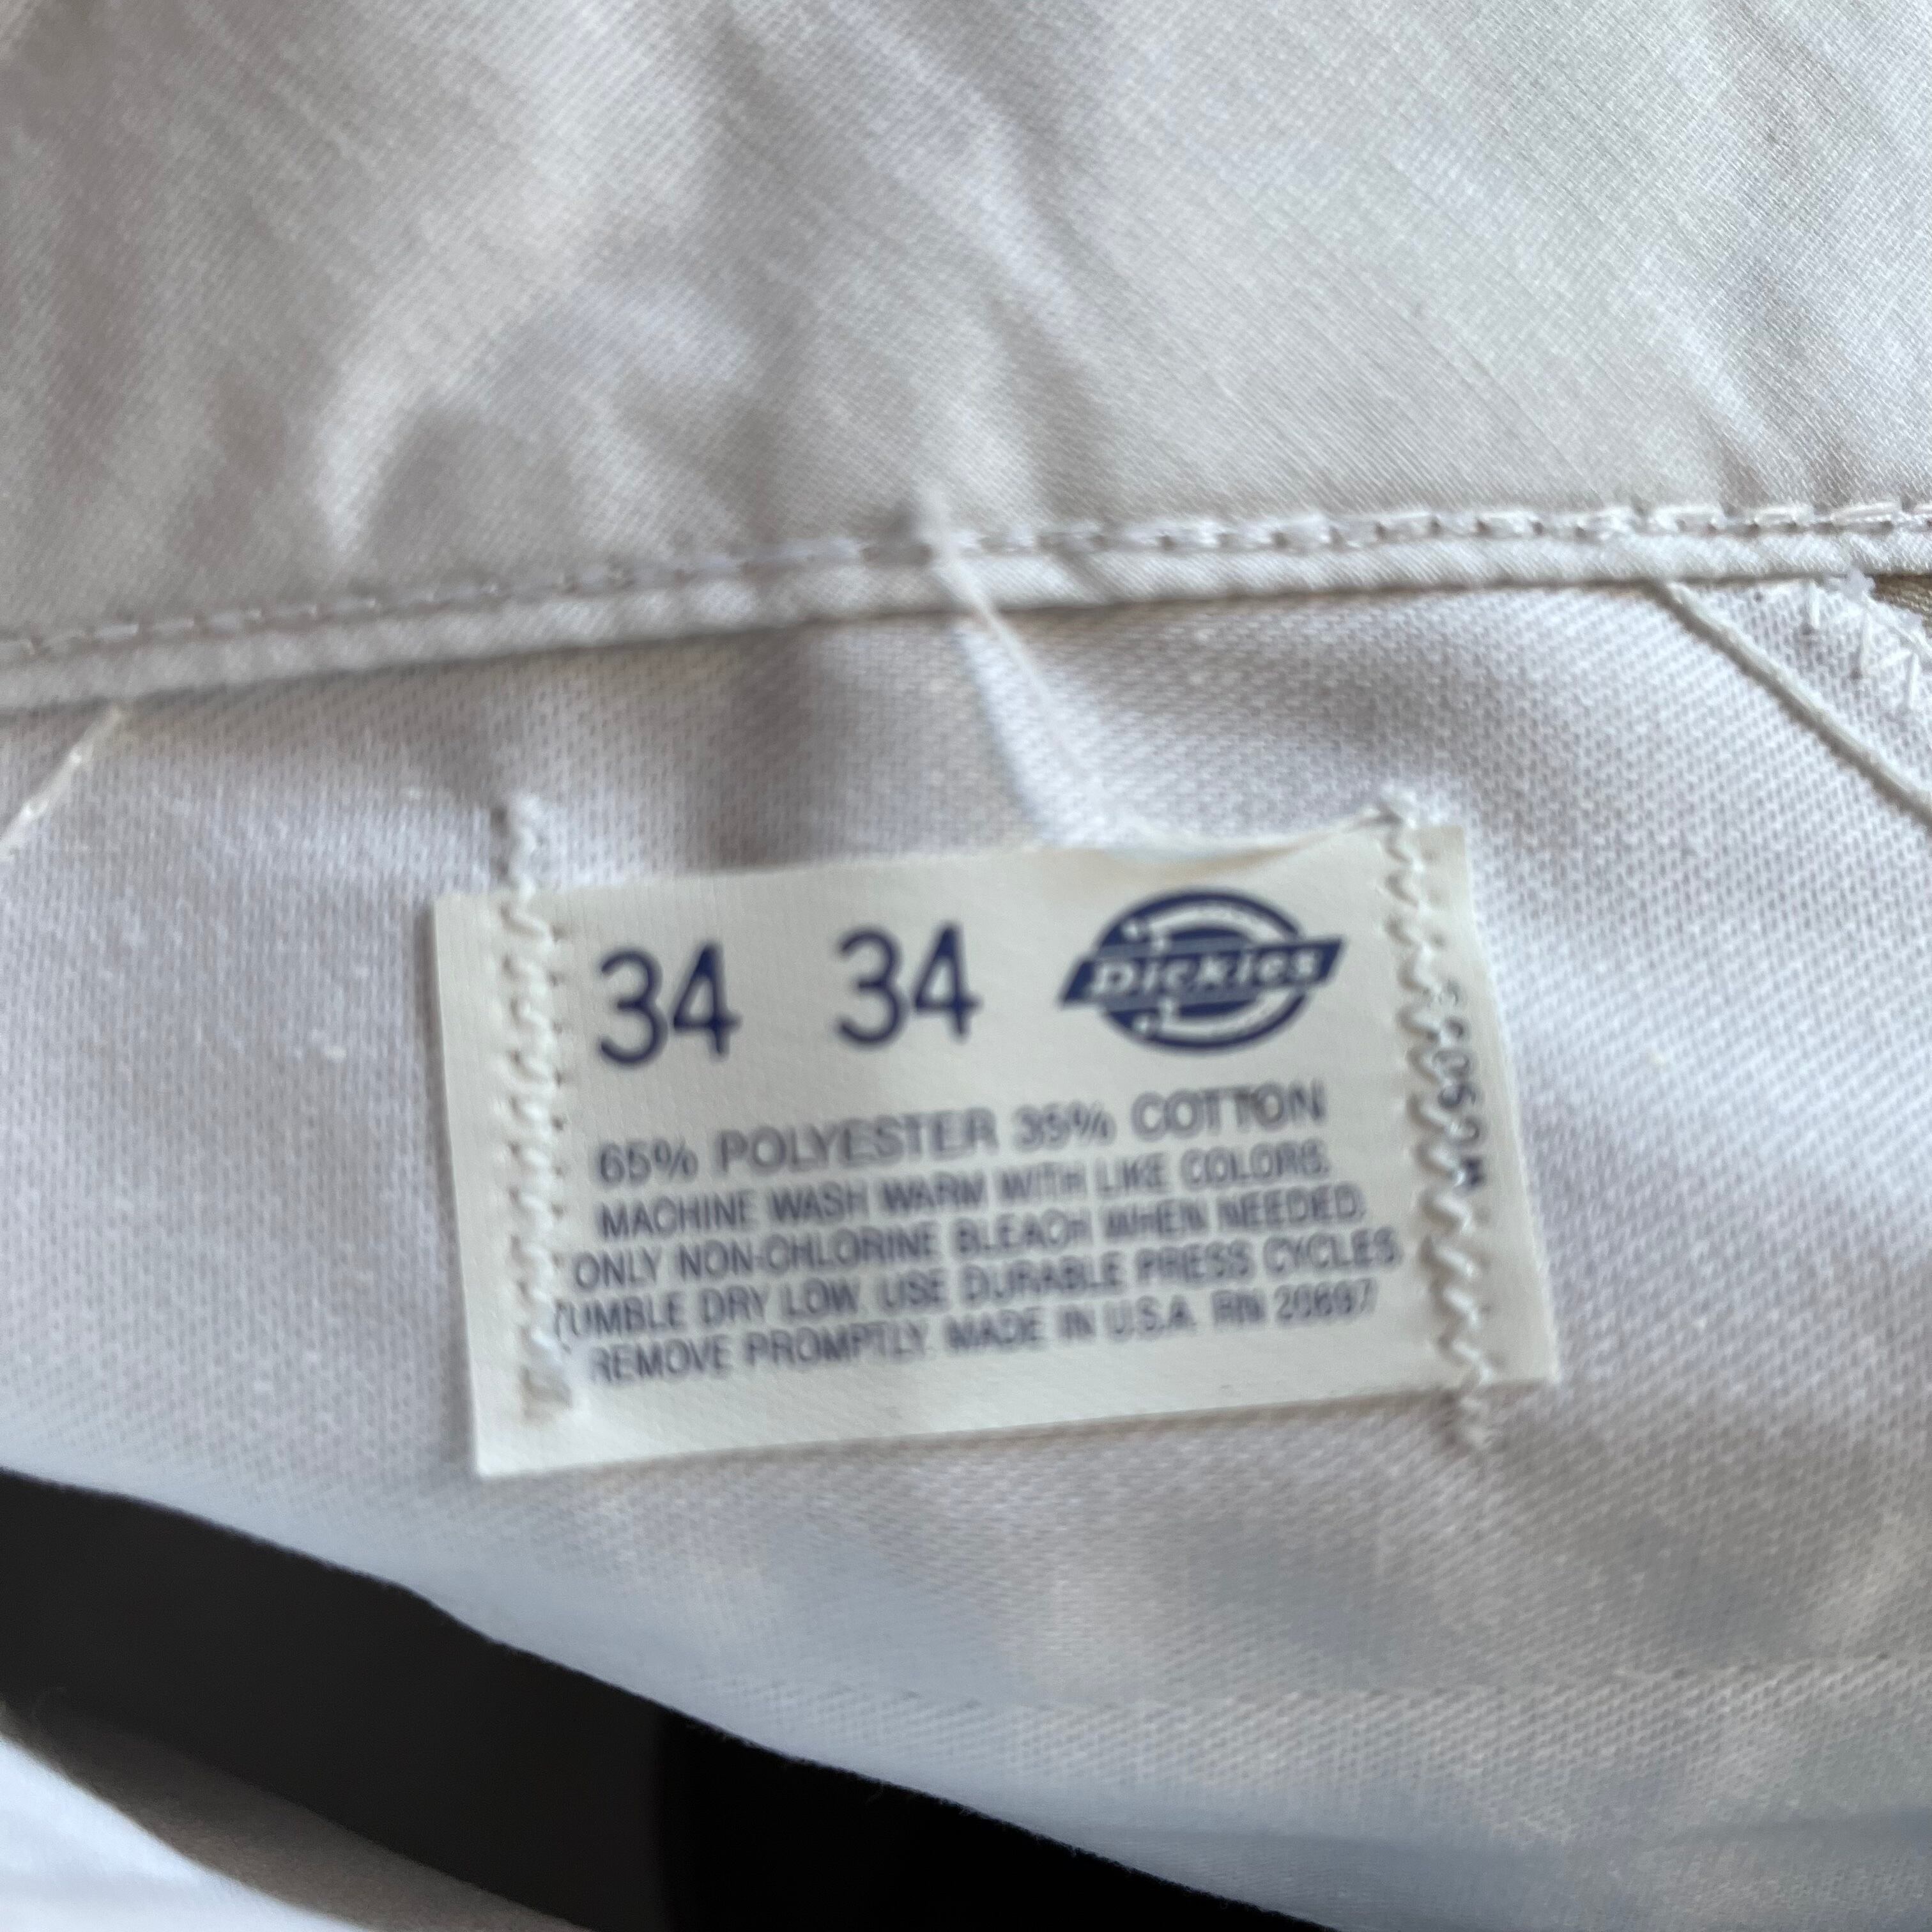 34 34 Dickies
65% POLYESTER 35% COTTON
MACHINE WASH WARM WITH LIKE COLORS.
ONLY NON-CHLORINE BLEACH WHEN NEEDED.
TUMBLE DRY LOW. USE DURABLE PRESS CYCLES
REMOVE PROMPTLY. MADE IN U.S.A. RN 20697